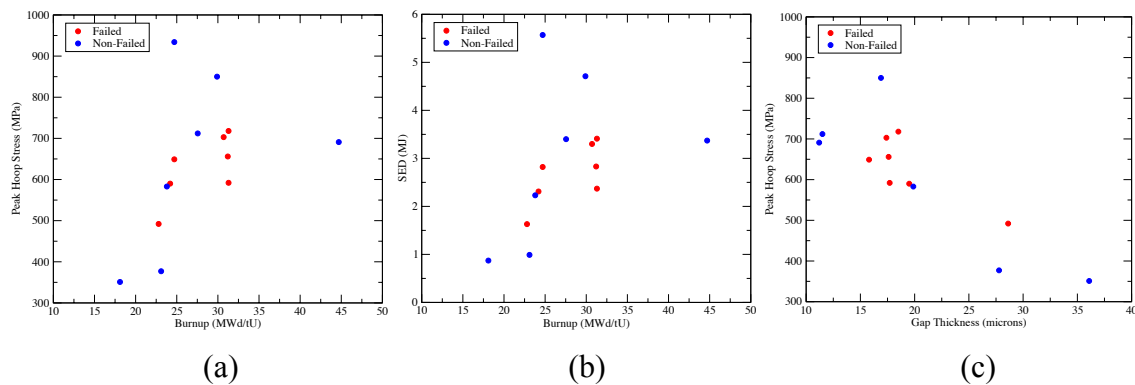 1000
900
800
700
600
500
400
300
Peak Hoop Stress (MPa)
Failed
Non-Failed
10 15 20 25 30 35 40 45 50
Burnup (MWd/tU)
(a)
6
5
4
3
2
1
0
SED (MJ)
Failed
Non-Failed
10 15 20 25 30 35 40 45 50
Burnup (MWd/tU)
(b)
1000
900
800
700
600
500
400
300
Peak Hoop Stress (MPa)
Failed
Non-Failed
10 15 20 25 30 35 40
Gap Thickness (microns)
(c)